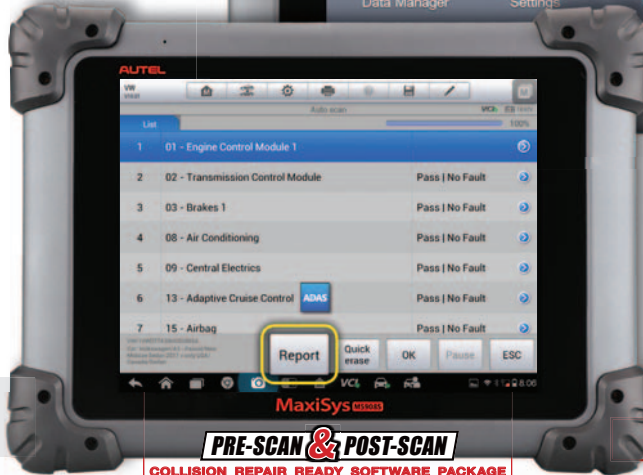 Data Manager Settings
AUTEL
VW
Auto scan VCI
List 100%
1 01 - Engine Control Module 1
2 02 - Transmission Control Module Pass | No Fault
3 03 - Brakes 1 Pass | No Fault
4 08 - Air Conditioning Pass | No Fault
5 09 - Central Electrics Pass | No Fault
6 13 - Adaptive Cruise Control ADAS Pass | No Fault
7 15 - Airbag Pass | No Fault
Report Quick erase OK Pause ESC
VCI 8:06
MaxiSys MS908S
PRE-SCAN & POST-SCAN
COLLISION REPAIR READY SOFTWARE PACKAGE